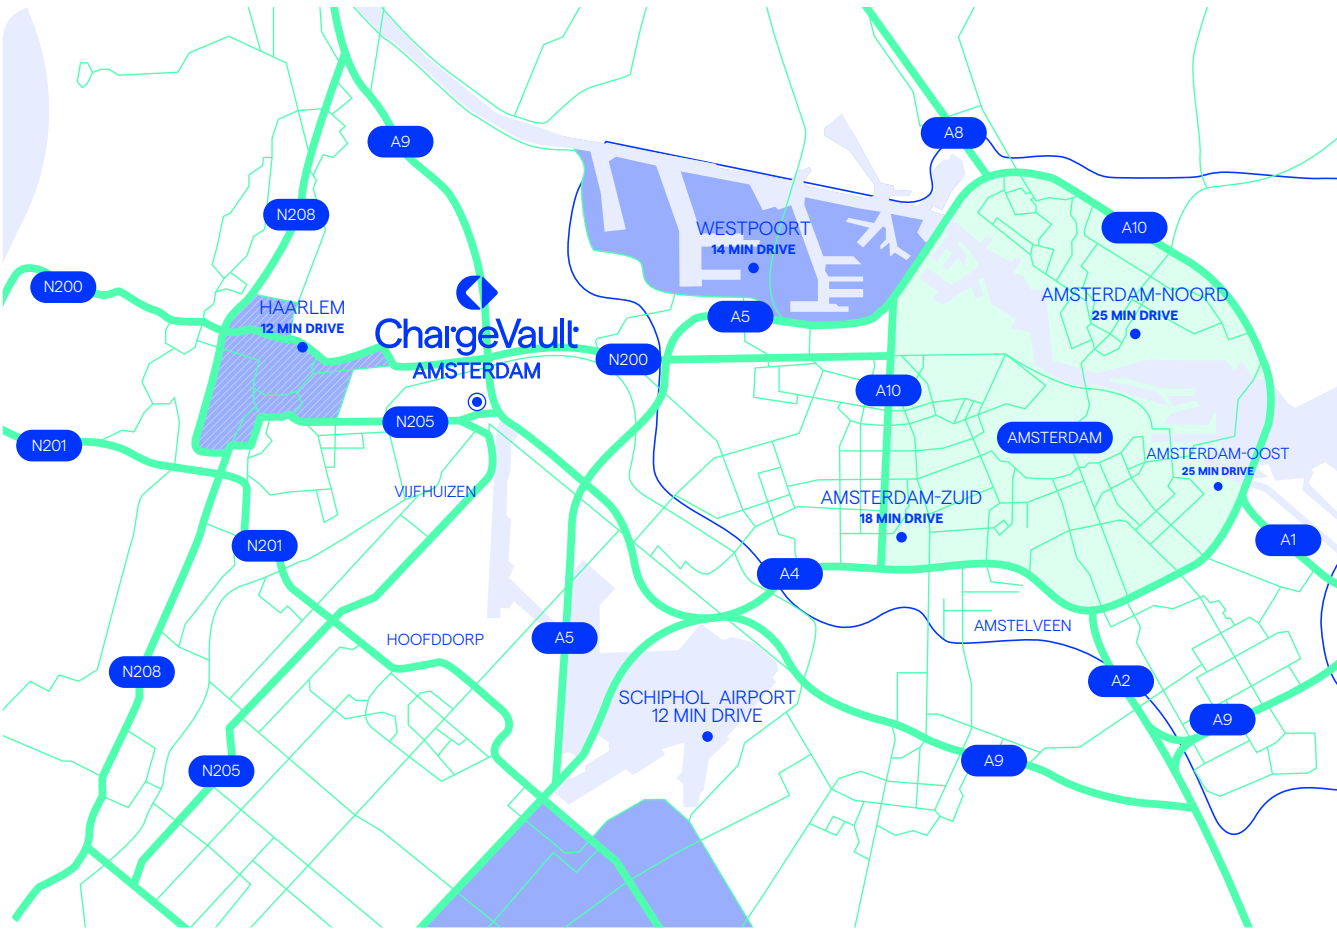 A8
A9
N208
A10
WESTPOORT
14 MIN DRIVE
N200
AMSTERDAM-NOORD
25 MIN DRIVE
HAARLEM
12 MIN DRIVE
A5
ChargeVault
AMSTERDAM
N200
A10
N205
AMSTERDAM
N201
AMSTERDAM-OOST
25 MIN DRIVE
VIJFHUIZEN
AMSTERDAM-ZUID
18 MIN DRIVE
N201
A1
A4
HOOFDDORP
A5
AMSTELVEEN
N208
A2
SCHIPHOL AIRPORT
12 MIN DRIVE
A9
N205
A9